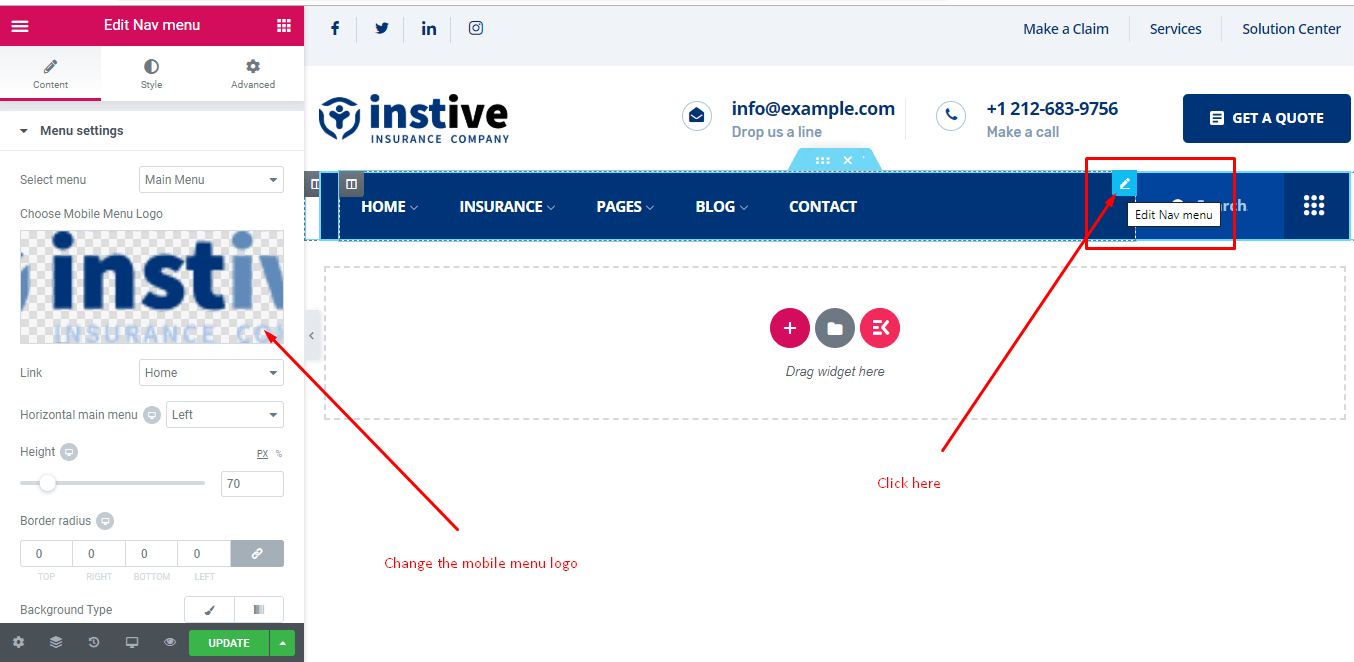 Edit Nav menu
Content
Style
Advanced
Menu settings
Select menu
Main Menu
Choose Mobile Menu Logo
insti
INSURANCE CO
Link
Home
Horizontal main menu
Left
Height
PX %
70
Border radius
0 0 0 0
TOP RIGHT BOTTOM LEFT
Background Type
UPDATE
Make a Claim
Services
Solution Center
instive
INSURANCE COMPANY
info@example.com
Drop us a line
+1 212-683-9756
Make a call
GET A QUOTE
HOME
INSURANCE
PAGES
BLOG
CONTACT
Edit Nav menu
Drag widget here
Click here
Change the mobile menu logo